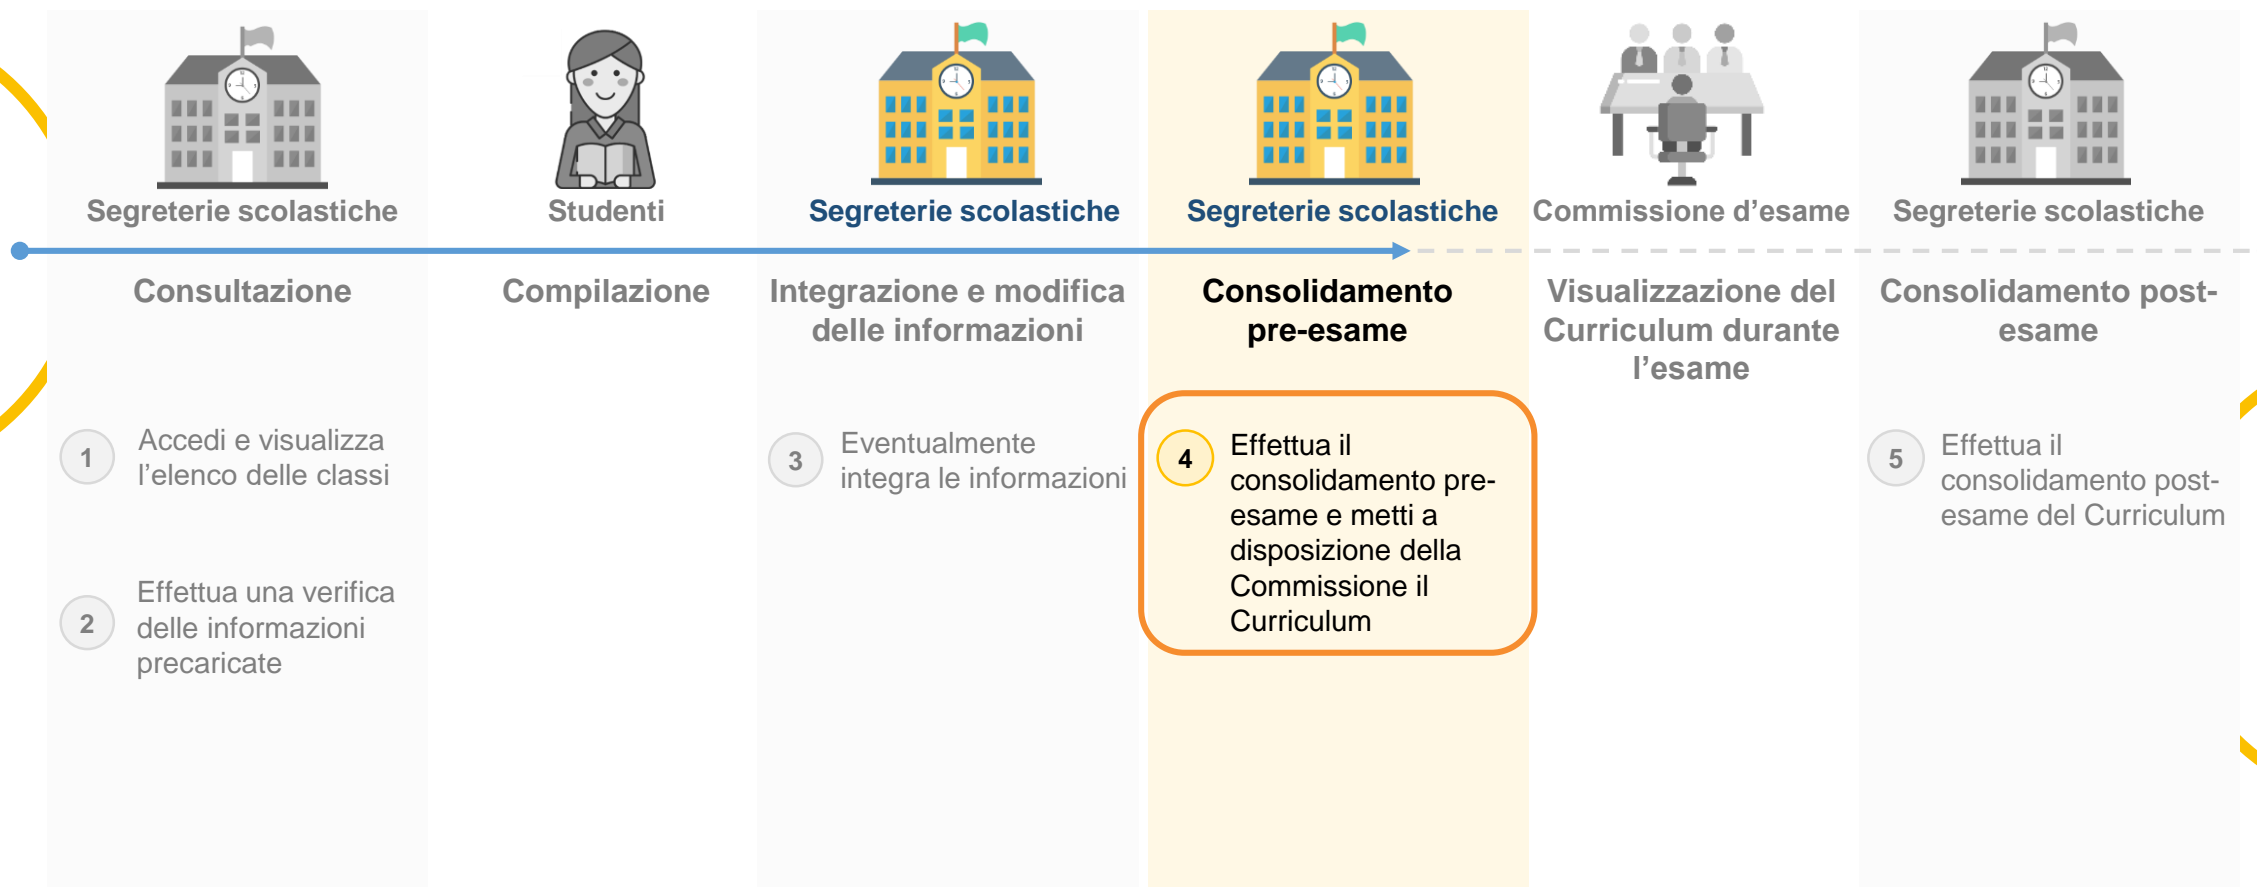 Segreterie scolastiche
Studenti
Segreterie scolastiche
Segreterie scolastiche
Commissione d’esame
Segreterie scolastiche
Consultazione
Compilazione
Integrazione e modifica
delle informazioni
Consolidamento
pre-esame
Visualizzazione del
Curriculum durante
l’esame
Consolidamento post-
esame
1
Accedi e visualizza
l’elenco delle classi
2
Effettua una verifica
delle informazioni
precaricate
3
Eventualmente
integra le informazioni
4
Effettua il
consolidamento pre-
esame e metti a
disposizione della
Commissione il
Curriculum
5
Effettua il
consolidamento post-
esame del Curriculum